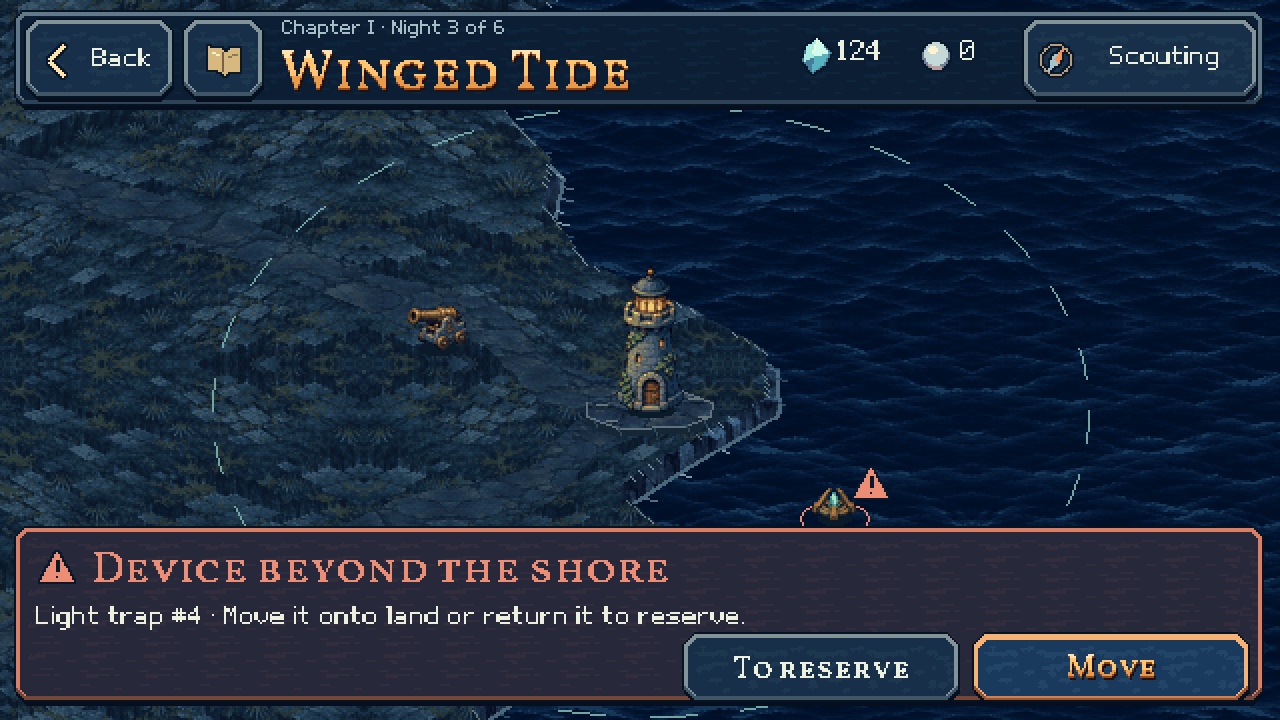 Back
Chapter I · Night 3 of 6
Winged Tide
124
0
Scouting
Device beyond the shore
Light trap #4 · Move it onto land or return it to reserve.
To reserve
Move